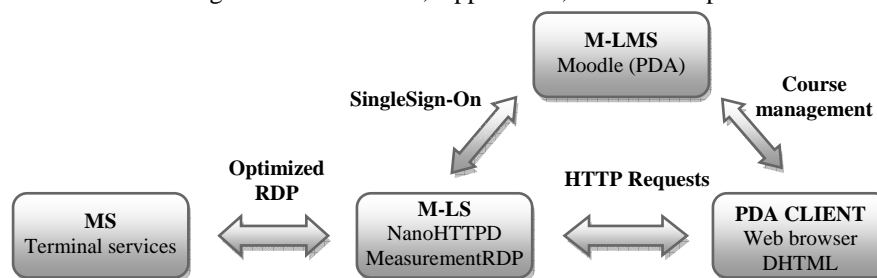 M-LMS
Moodle (PDA)
SingleSign-On
Course
management
Optimized
RDP
HTTP Requests
MS
Terminal services
M-LS
NanoHTTPD
MeasurementRDP
PDA CLIENT
Web browser
DHTML